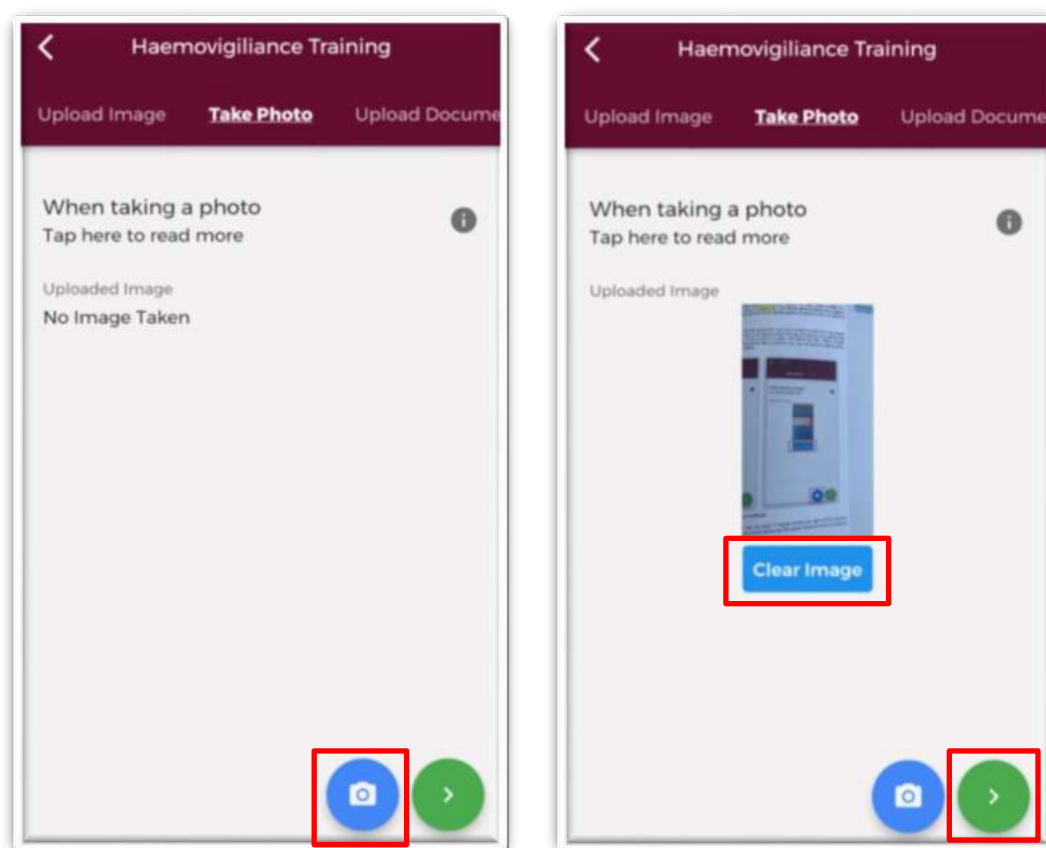 Haemovigiliance Training
Upload Image Take Photo Upload Docume
When taking a photo
Tap here to read more
Uploaded Image
No Image Taken
Haemovigiliance Training
Upload Image Take Photo Upload Docume
When taking a photo
Tap here to read more
Uploaded Image
Clear Image